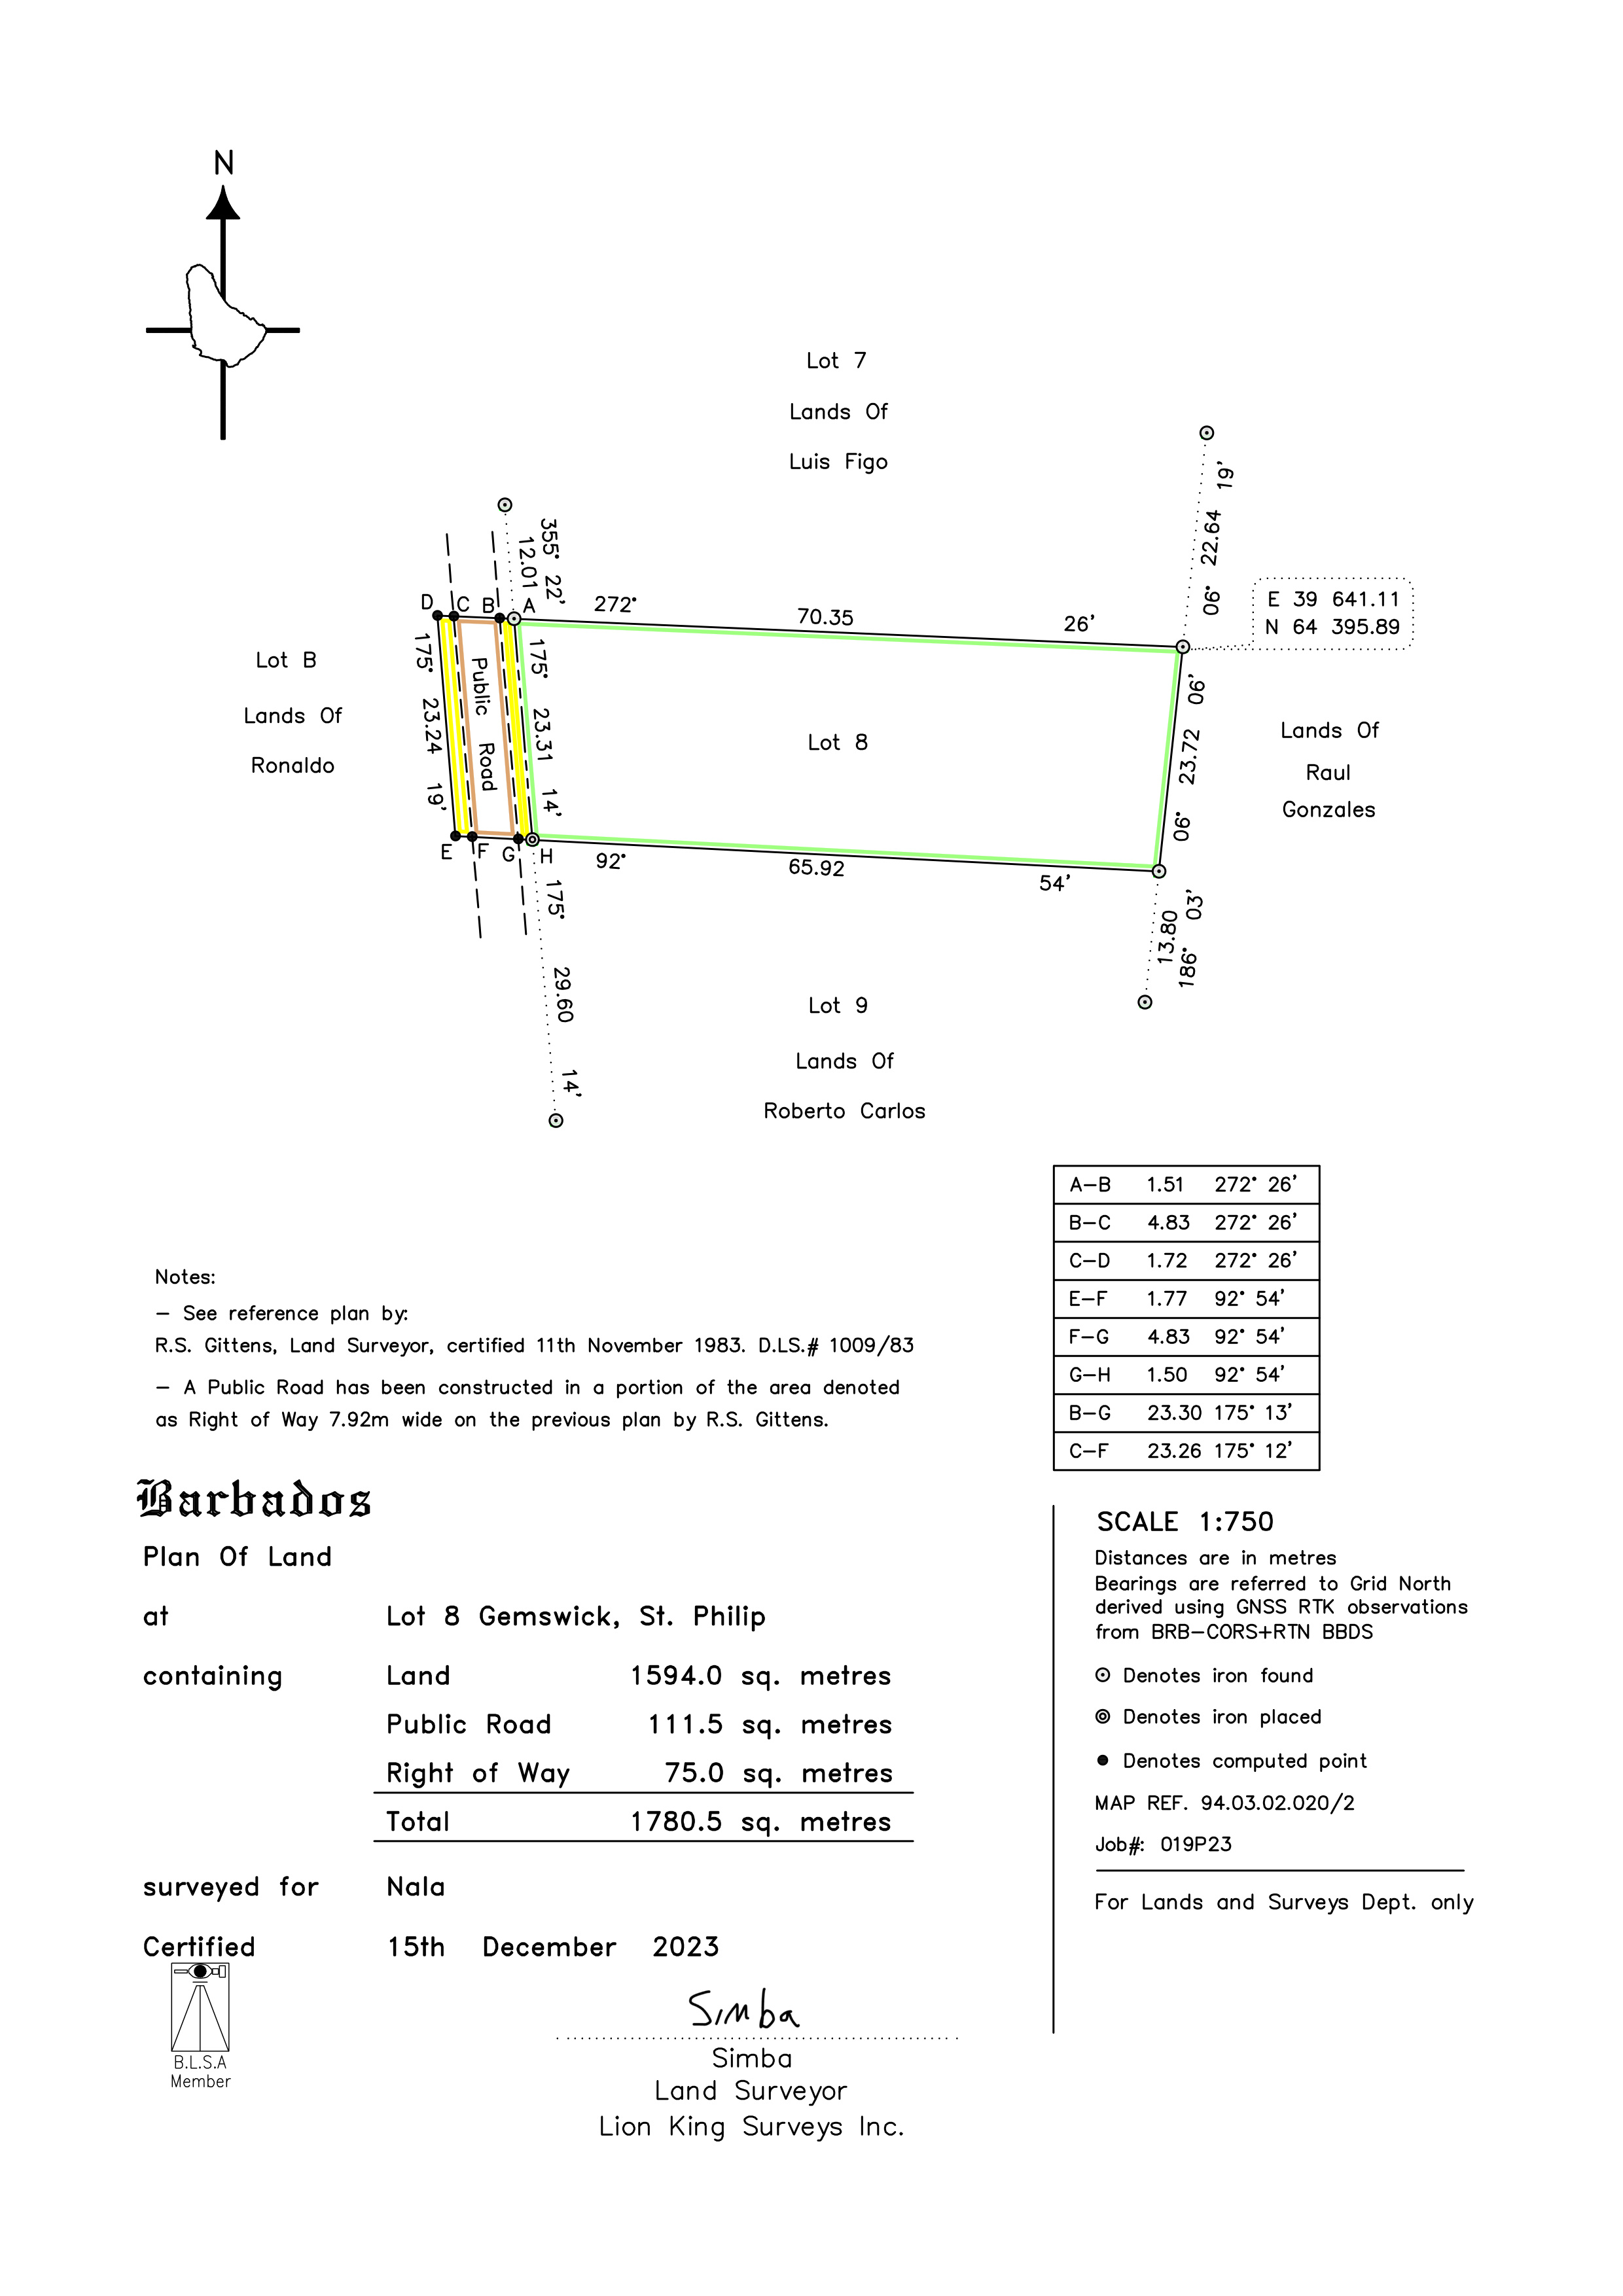 N
Lot 7
Lands Of
Luis Figo
19'
22.64
06°
355° 22'
12.01
E 39 641.11
N 64 395.89
D C B A
272° 70.35 26'
175° 23.24 19'
Public Road
175° 23.31 14'
Lot B
Lands Of
Ronaldo
Lot 8
06'
23.72
06°
Lands Of
Raul
Gonzales
E F G H
92° 65.92 54'
175° 29.60 14'
13.80
186° 03'
Lot 9
Lands Of
Roberto Carlos
A-B 1.51 272° 26'
B-C 4.83 272° 26'
C-D 1.72 272° 26'
E-F 1.77 92° 54'
F-G 4.83 92° 54'
G-H 1.50 92° 54'
B-G 23.30 175° 13'
C-F 23.26 175° 12'
Notes:
- See reference plan by:
R.S. Gittens, Land Surveyor, certified 11th November 1983. D.LS.# 1009/83
- A Public Road has been constructed in a portion of the area denoted
as Right of Way 7.92m wide on the previous plan by R.S. Gittens.
Barbados
Plan Of Land
at Lot 8 Gemswick, St. Philip
containing Land 1594.0 sq. metres
Public Road 111.5 sq. metres
Right of Way 75.0 sq. metres
Total 1780.5 sq. metres
surveyed for Nala
Certified 15th December 2023
B.L.S.A
Member
Simba
Simba
Land Surveyor
Lion King Surveys Inc.
SCALE 1:750
Distances are in metres
Bearings are referred to Grid North
derived using GNSS RTK observations
from BRB-CORS+RTN BBDS
Denotes iron found
Denotes iron placed
Denotes computed point
MAP REF. 94.03.02.020/2
Job#: 019P23
For Lands and Surveys Dept. only